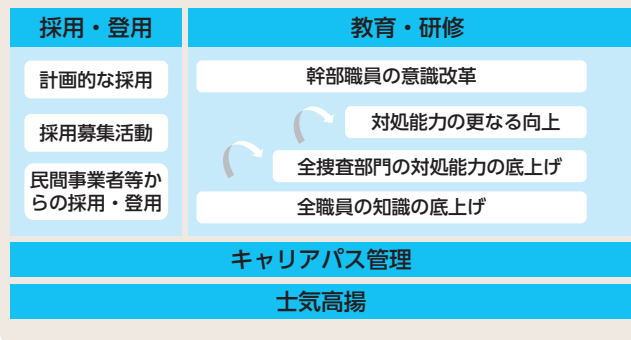 採用・登用
計画的な採用
採用募集活動
民間事業者等か
らの採用・登用
教育・研修
幹部職員の意識改革
対処能力の更なる向上
全捜査部門の対処能力の底上げ
全職員の知識の底上げ
キャリアパス管理
士気高揚